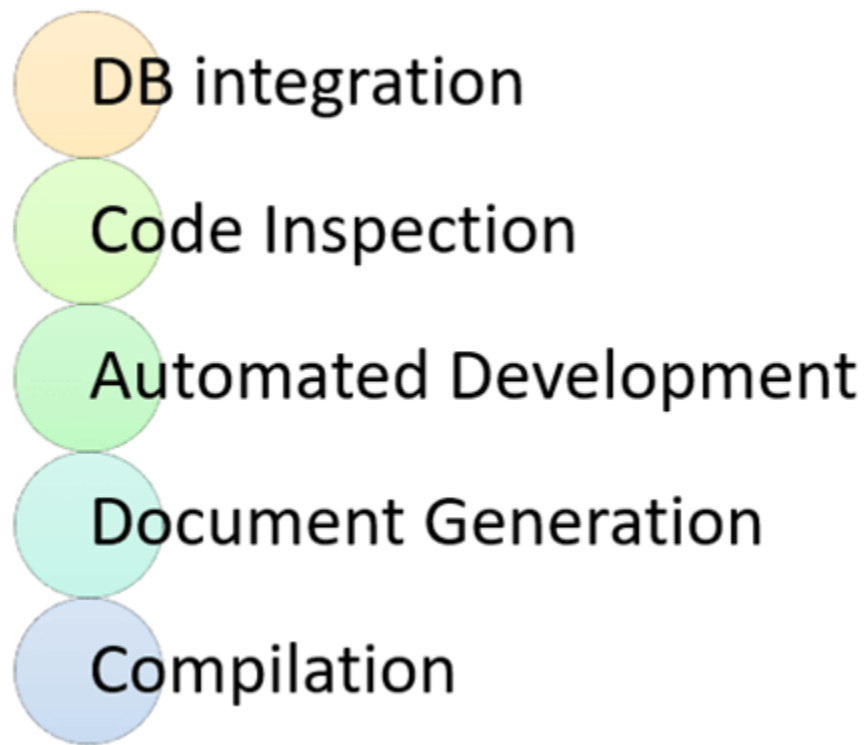 DB integration
Code Inspection
Automated Development
Document Generation
Compilation